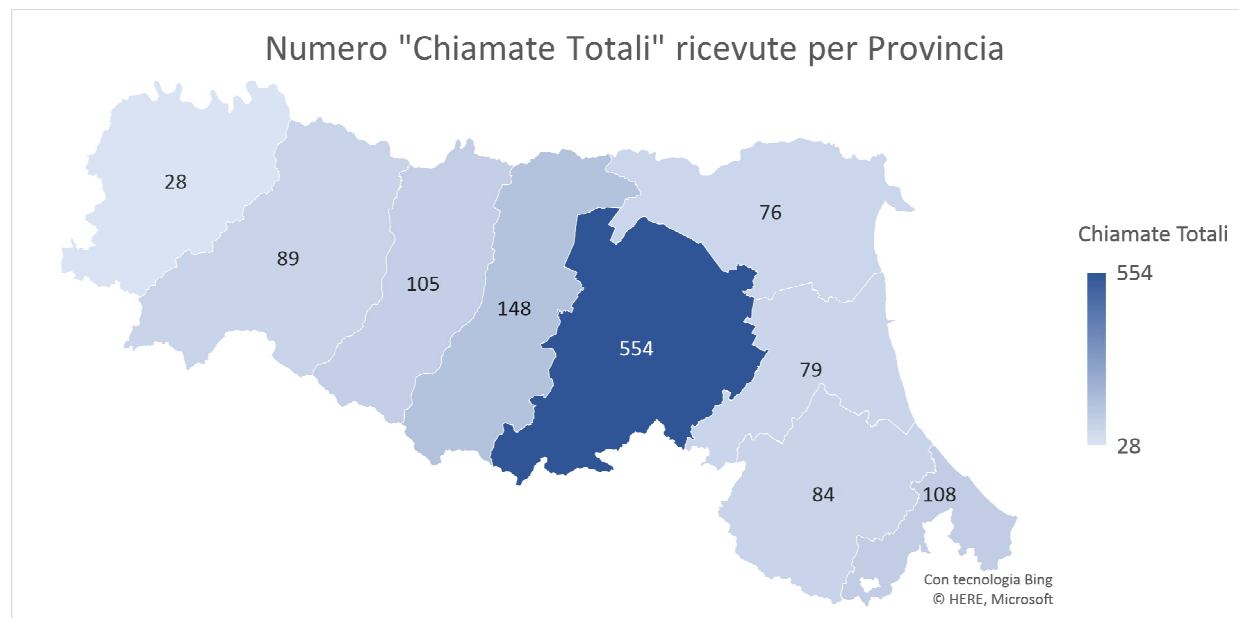 Numero "Chiamate Totali" ricevute per Provincia
28
89
105
148
554
76
79
84
108
Chiamate Totali
554
28
Con tecnologia Bing
© HERE, Microsoft